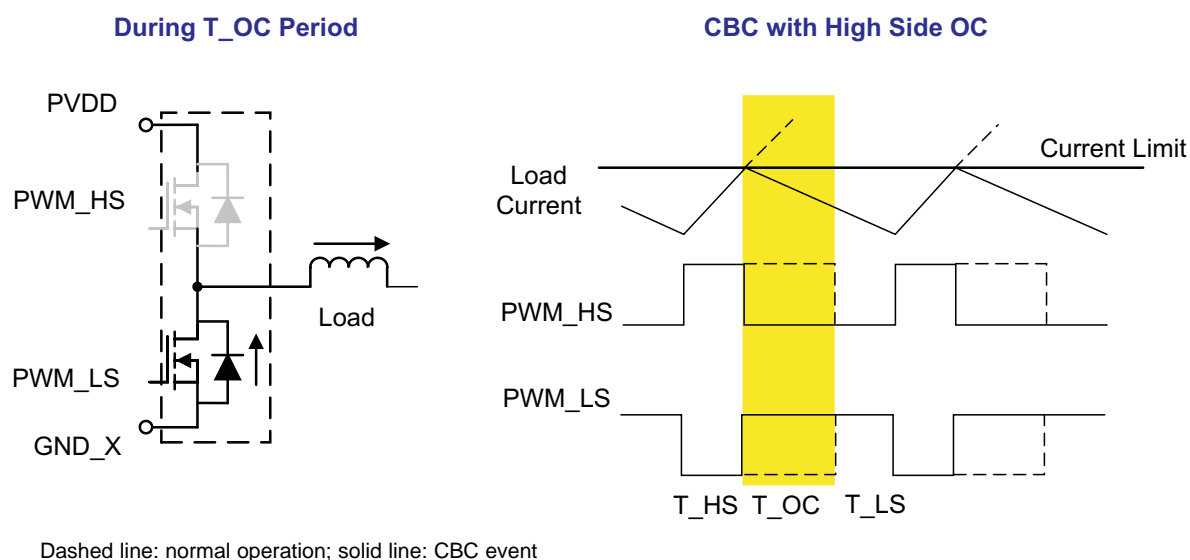 During T_OC Period
CBC with High Side OC
PVDD
PWM_HS
Load
PWM_LS
GND_X
Load
Current
Current Limit
PWM_HS
PWM_LS
T_HS T_OC T_LS
Dashed line: normal operation; solid line: CBC event